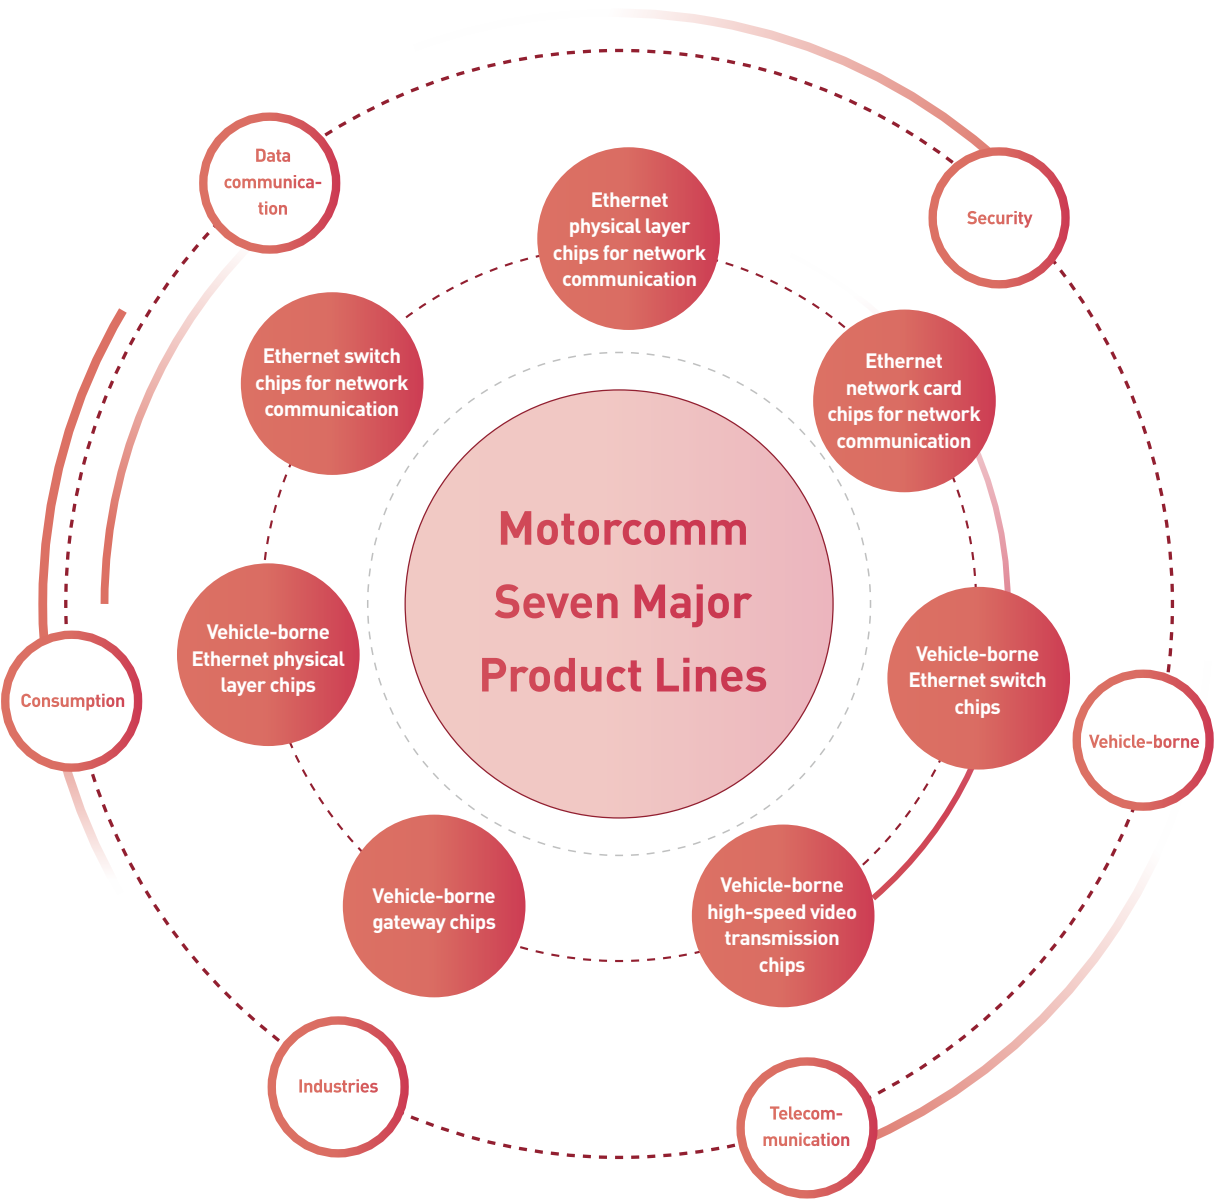 Data
communica-
tion
Security
Ethernet
physical layer
chips for network
communication
Ethernet switch
chips for network
communication
Ethernet
network card
chips for network
communication
Motorcomm
Seven Major
Product Lines
Vehicle-borne
Ethernet physical
layer chips
Vehicle-borne
Ethernet switch
chips
Consumption
Vehicle-borne
Vehicle-borne
gateway chips
Vehicle-borne
high-speed video
transmission
chips
Industries
Telecom-
munication